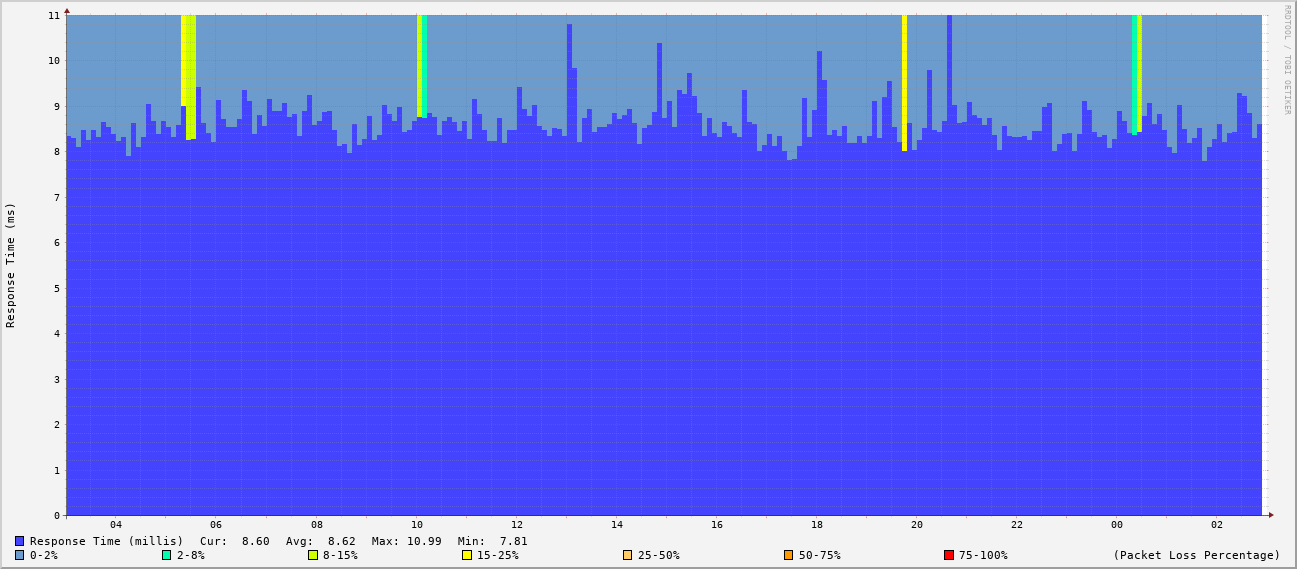 RRDTOOL / TOBI OETIKER
Response Time (ms)
11
10
9
8
7
6
5
4
3
2
1
0
04 06 08 10 12 14 16 18 20 22 00 02
Response Time (millis) Cur: 8.60 Avg: 8.62 Max: 10.99 Min: 7.81
0-2% 2-8% 8-15% 15-25% 25-50% 50-75% 75-100% (Packet Loss Percentage)